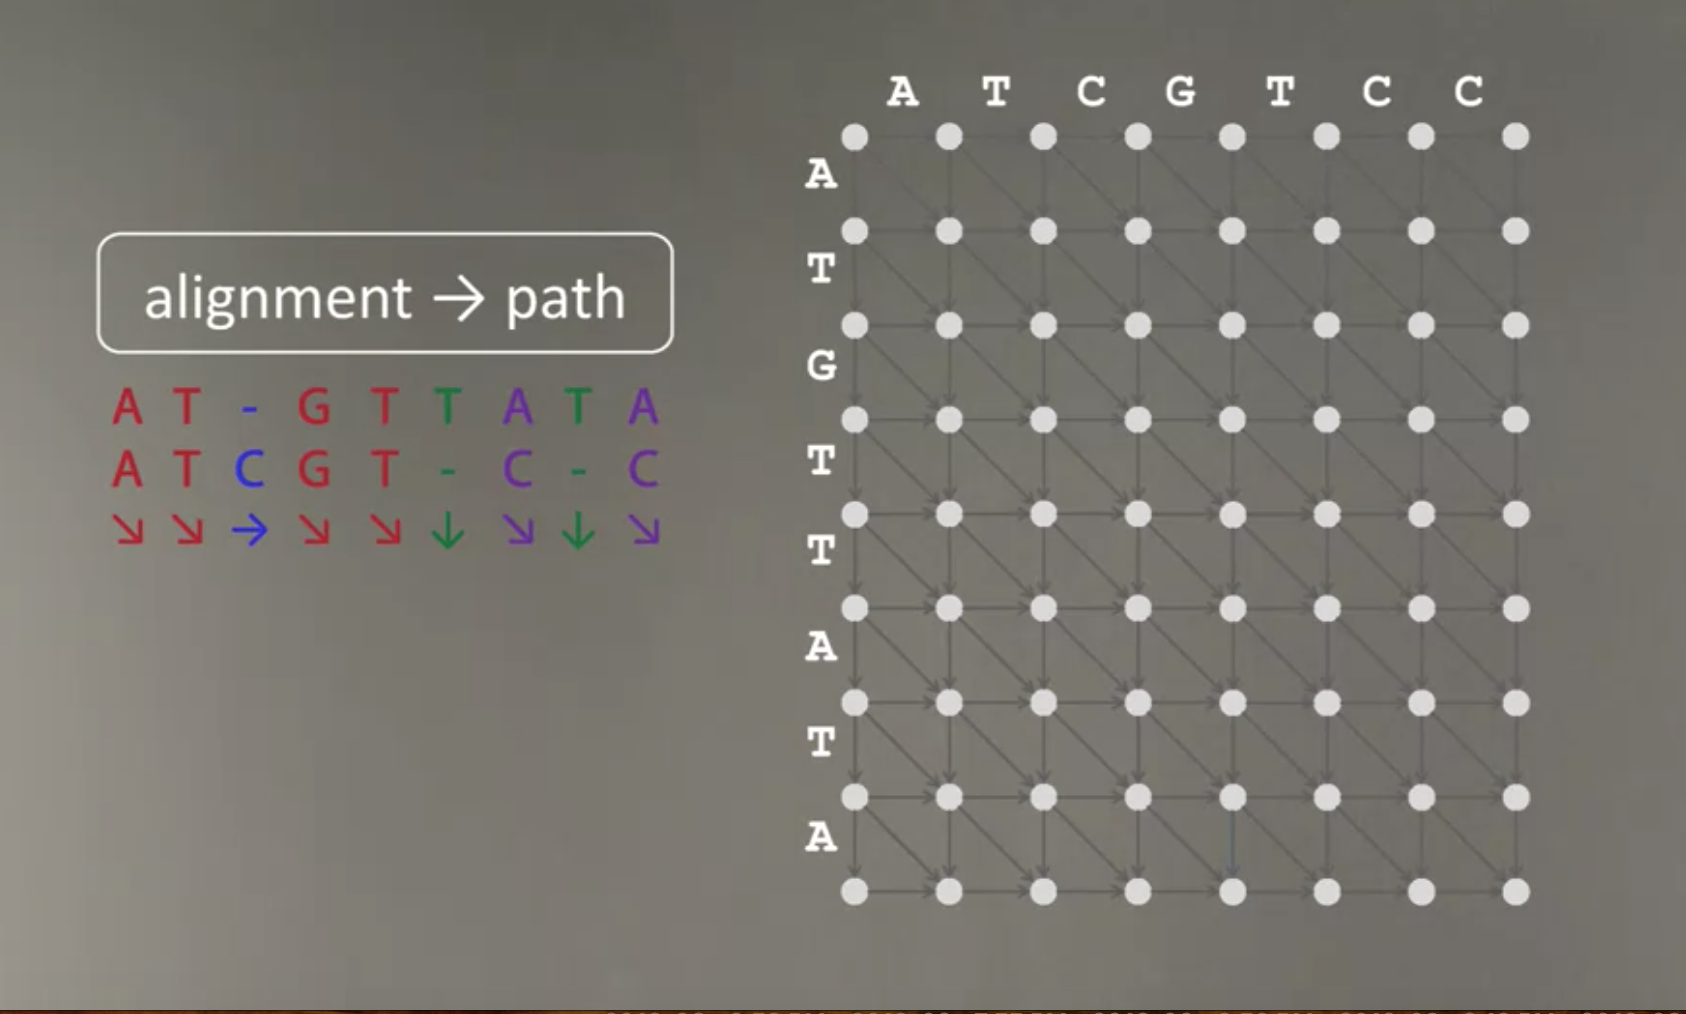 A T C G T C C
A
T
G
T
T
A
T
A
alignment → path
A T - G T T A T A
A T C G T - C - C
↘ ↘ → ↘ ↘ ↓ ↘ ↓ ↘